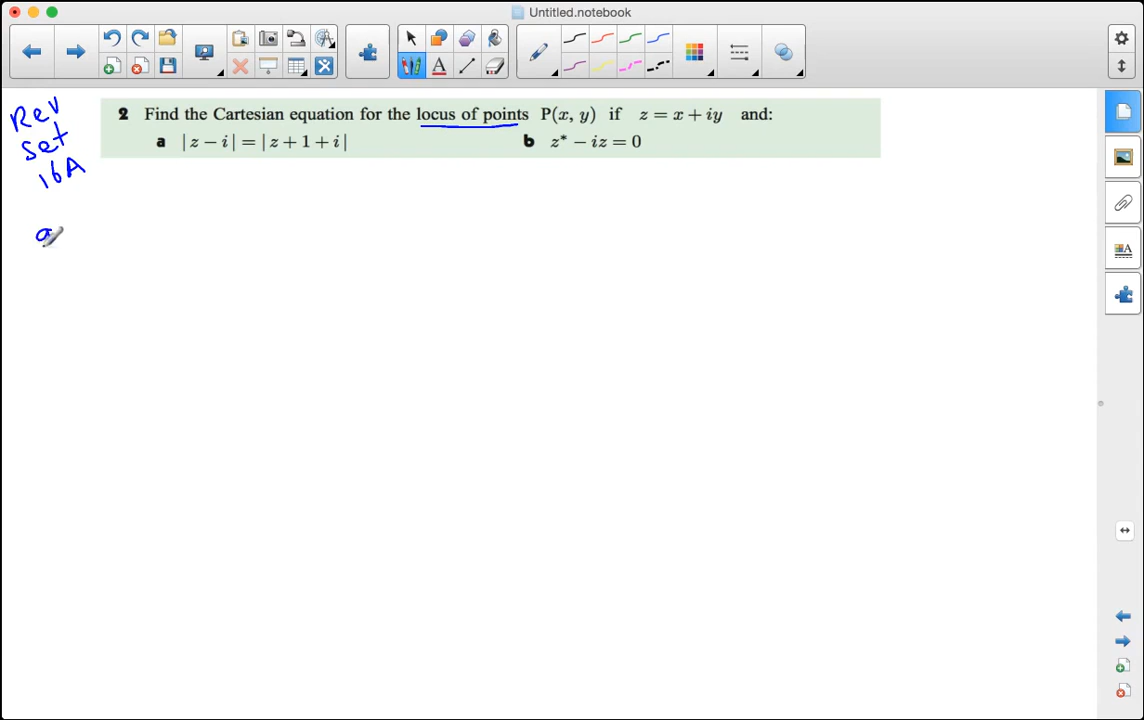 Untitled.notebook
Rev
Set
16A
2 Find the Cartesian equation for the locus of points P(x, y) if z = x + iy and:
a |z − i| = |z + 1 + i| b z* − iz = 0
a